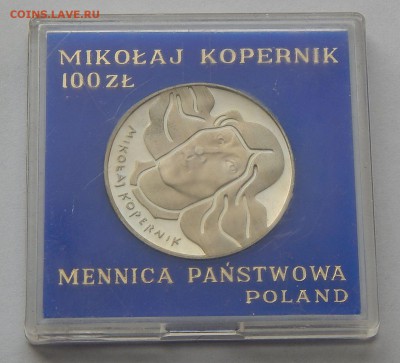 COINS.LAVE.RU
MIKOŁAJ KOPERNIK
100 ZŁ
MIKOŁAJ KOPERNIK
MENNICA PAŃSTWOWA
POLAND